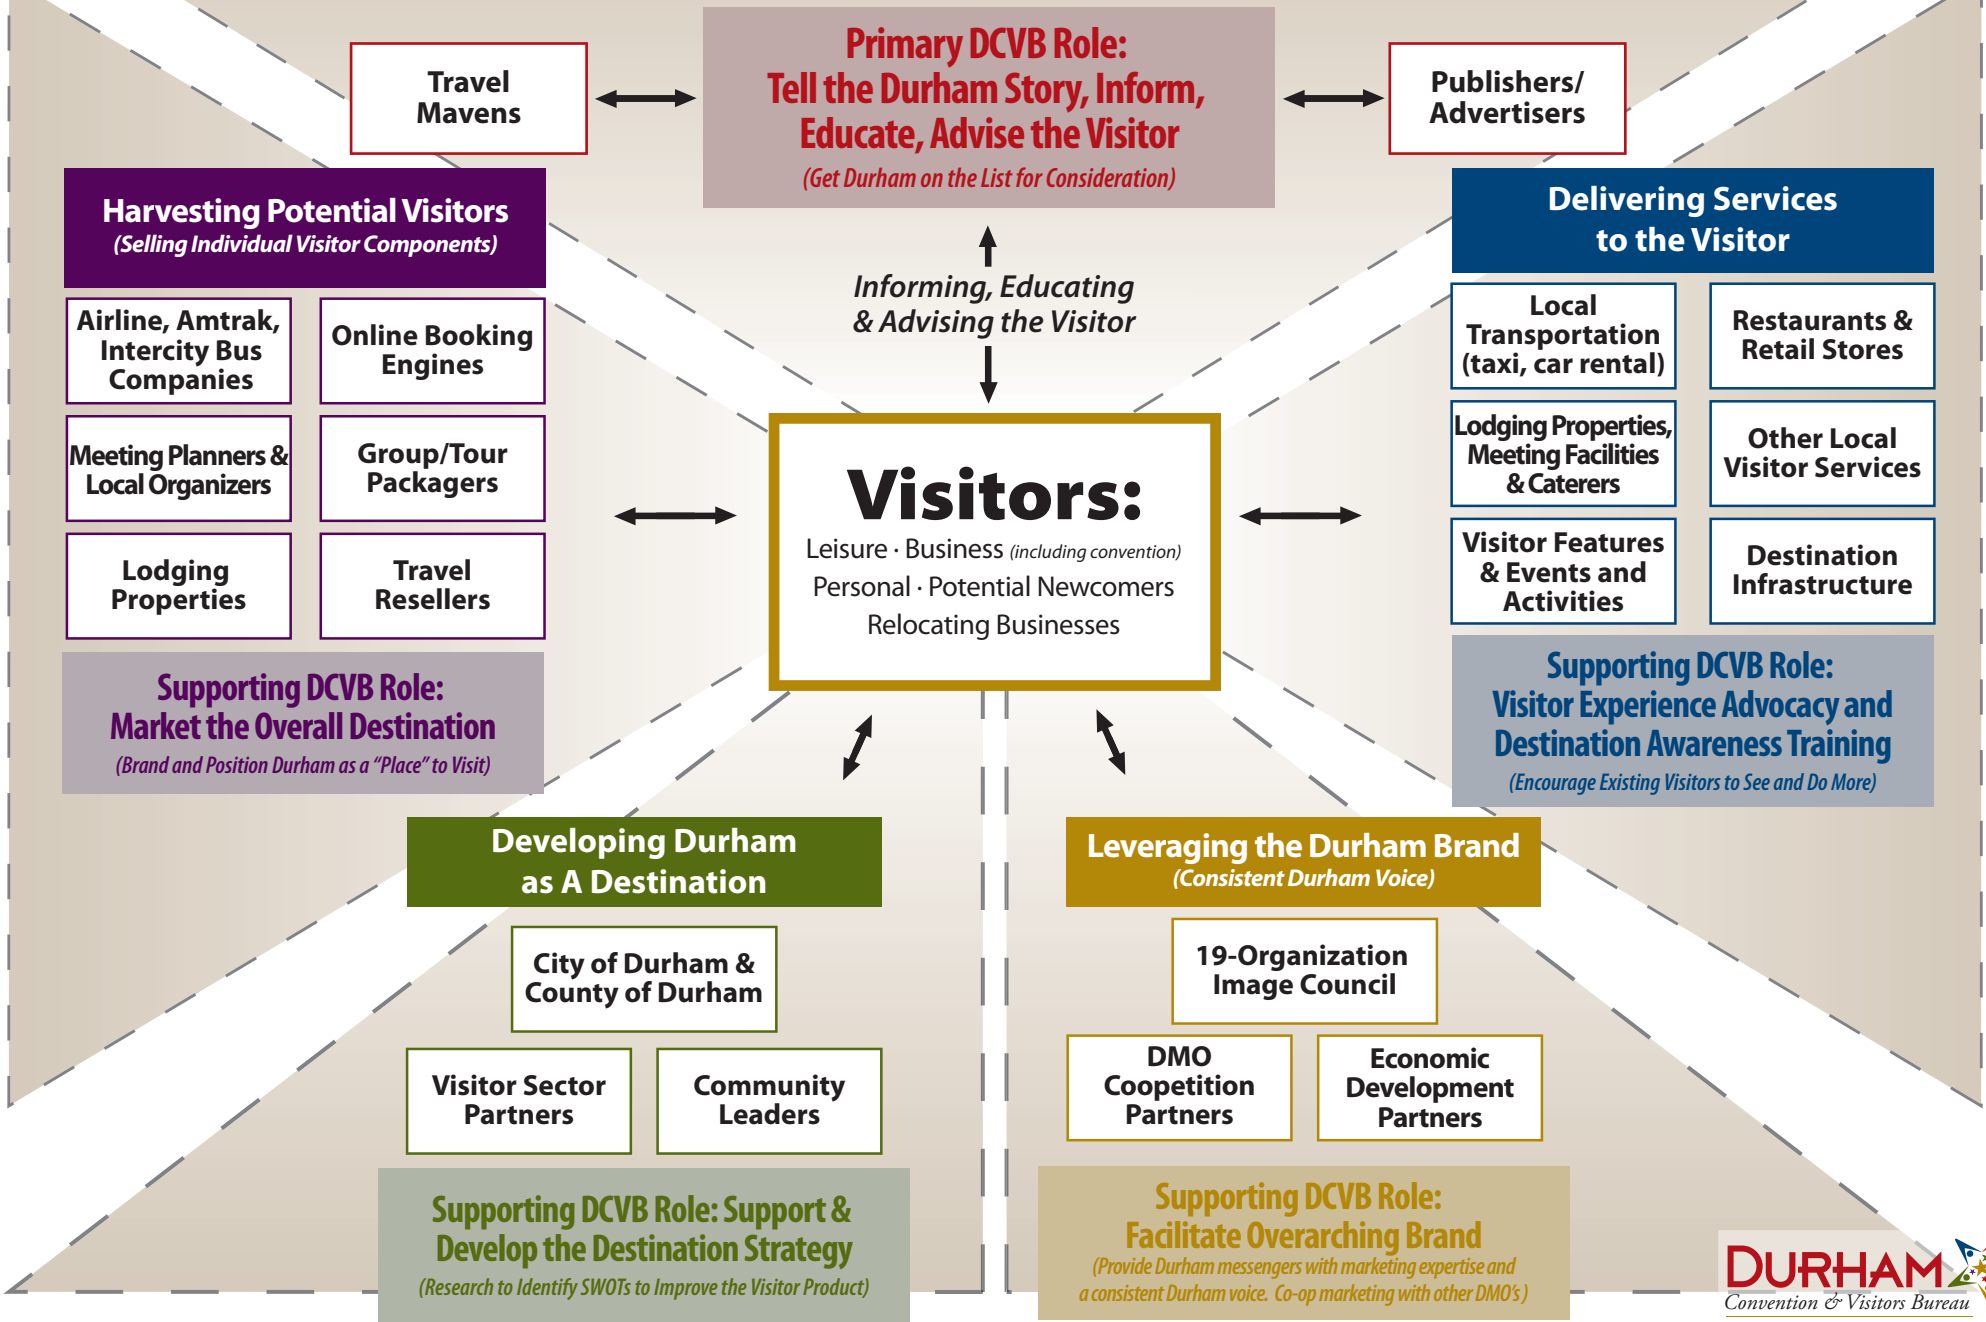 Primary DCVB Role:
Tell the Durham Story, Inform,
Educate, Advise the Visitor
(Get Durham on the List for Consideration)
Travel
Mavens
Publishers/
Advertisers
Informing, Educating
& Advising the Visitor
Harvesting Potential Visitors
(Selling Individual Visitor Components)
Airline, Amtrak,
Intercity Bus
Companies
Online Booking
Engines
Meeting Planners &
Local Organizers
Group/Tour
Packagers
Lodging
Properties
Travel
Resellers
Supporting DCVB Role:
Market the Overall Destination
(Brand and Position Durham as a “Place” to Visit)
Visitors:
Leisure · Business (including convention)
Personal · Potential Newcomers
Relocating Businesses
Delivering Services
to the Visitor
Local
Transportation
(taxi, car rental)
Restaurants &
Retail Stores
Lodging Properties,
Meeting Facilities
& Caterers
Other Local
Visitor Services
Visitor Features
& Events and
Activities
Destination
Infrastructure
Supporting DCVB Role:
Visitor Experience Advocacy and
Destination Awareness Training
(Encourage Existing Visitors to See and Do More)
Developing Durham
as A Destination
City of Durham &
County of Durham
Visitor Sector
Partners
Community
Leaders
Supporting DCVB Role: Support &
Develop the Destination Strategy
(Research to Identify SWOTs to Improve the Visitor Product)
Leveraging the Durham Brand
(Consistent Durham Voice)
19-Organization
Image Council
DMO
Coopetition
Partners
Economic
Development
Partners
Supporting DCVB Role:
Facilitate Overarching Brand
(Provide Durham messengers with marketing expertise and
a consistent Durham voice. Co-op marketing with other DMO's )
DURHAM
Convention & Visitors Bureau